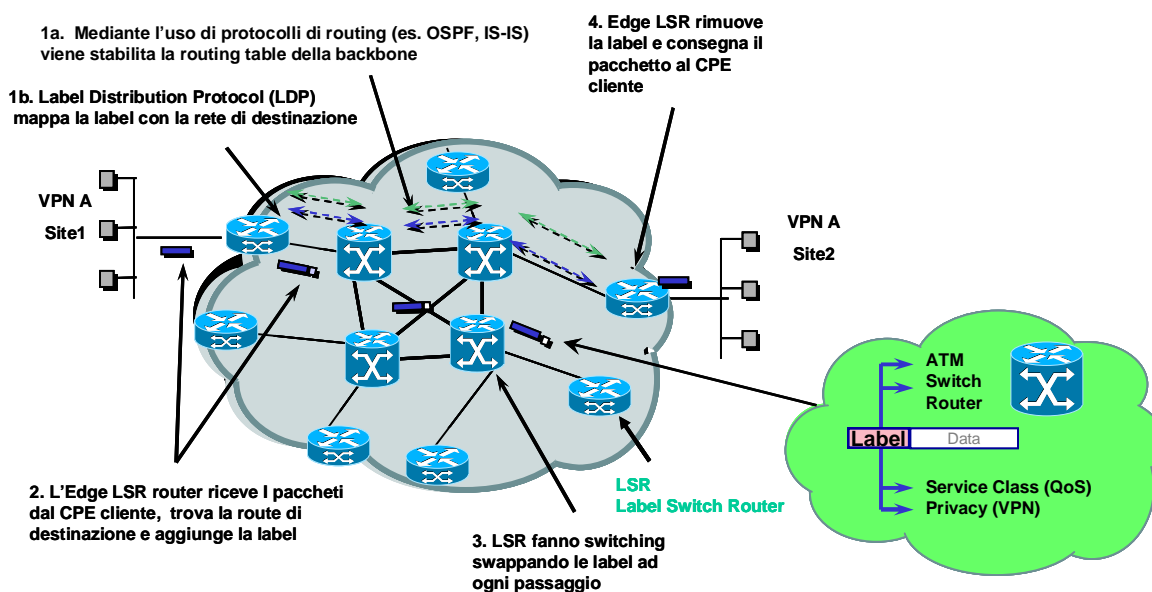 1a. Mediante l'uso di protocolli di routing (es. OSPF, IS-IS)
viene stabilita la routing table della backbone
4. Edge LSR rimuove
la label e consegna il
pacchetto al CPE
cliente
1b. Label Distribution Protocol (LDP)
mappa la label con la rete di destinazione
VPN A
Site1
VPN A
Site2
ATM
Switch
Router
Label
Data
Service Class (QoS)
Privacy (VPN)
LSR
Label Switch Router
2. L'Edge LSR router riceve I paccheti
dal CPE cliente, trova la route di
destinazione e aggiunge la label
3. LSR fanno switching
swappando le label ad
ogni passaggio